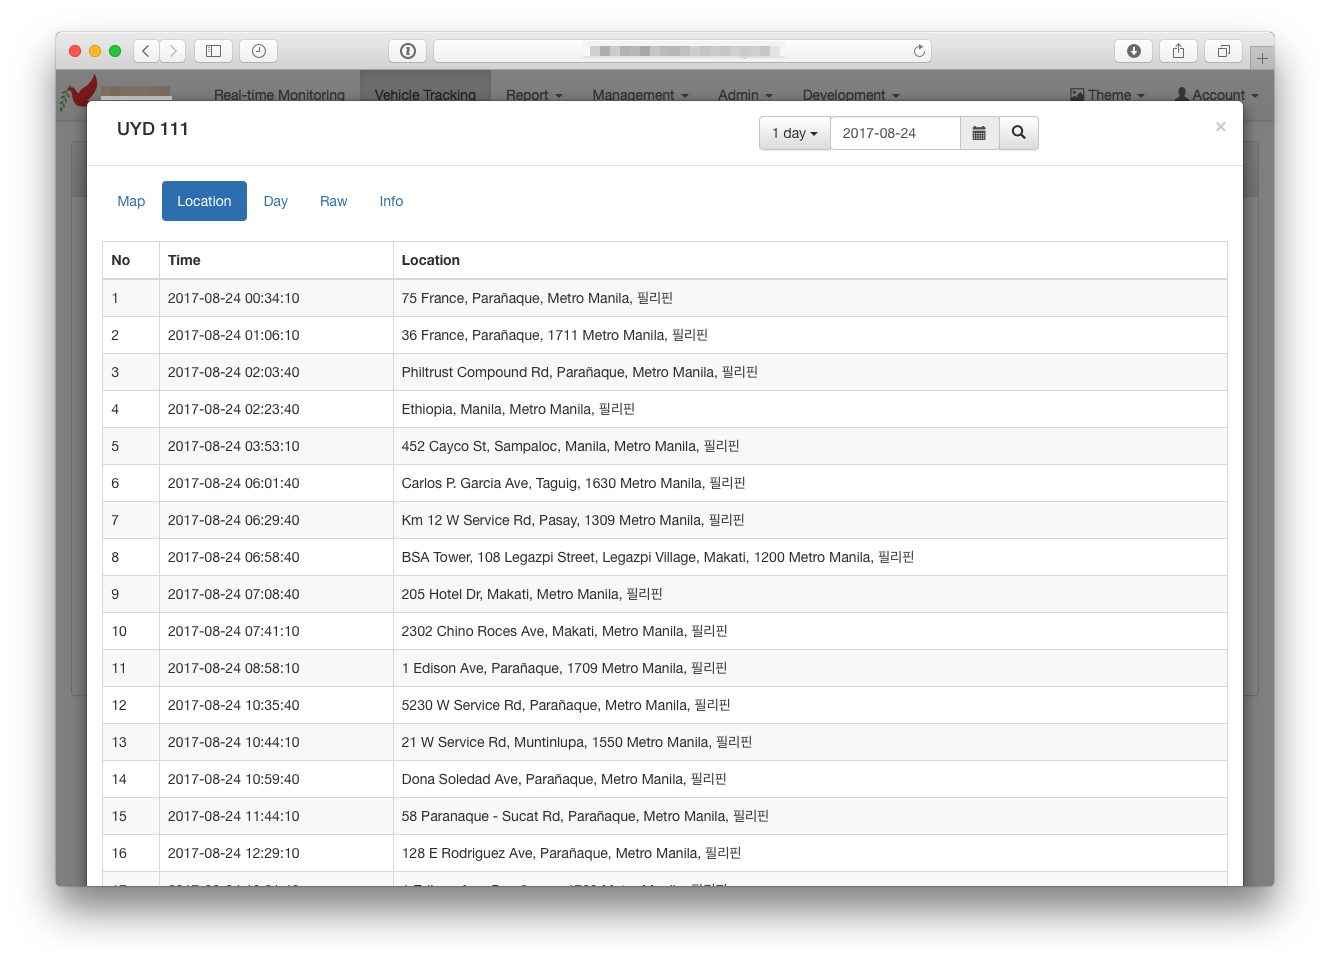 Real-time Monitoring Vehicle Tracking Report Management Admin Development Theme Account
UYD 111 1 day 2017-08-24 ×
Map Location Day Raw Info
No Time Location
1 2017-08-24 00:34:10 75 France, Parañaque, Metro Manila, 필리핀
2 2017-08-24 01:06:10 36 France, Parañaque, 1711 Metro Manila, 필리핀
3 2017-08-24 02:03:40 Philtrust Compound Rd, Parañaque, Metro Manila, 필리핀
4 2017-08-24 02:23:40 Ethiopia, Manila, Metro Manila, 필리핀
5 2017-08-24 03:53:10 452 Cayco St, Sampaloc, Manila, Metro Manila, 필리핀
6 2017-08-24 06:01:40 Carlos P. Garcia Ave, Taguig, 1630 Metro Manila, 필리핀
7 2017-08-24 06:29:40 Km 12 W Service Rd, Pasay, 1309 Metro Manila, 필리핀
8 2017-08-24 06:58:40 BSA Tower, 108 Legazpi Street, Legazpi Village, Makati, 1200 Metro Manila, 필리핀
9 2017-08-24 07:08:40 205 Hotel Dr, Makati, Metro Manila, 필리핀
10 2017-08-24 07:41:10 2302 Chino Roces Ave, Makati, Metro Manila, 필리핀
11 2017-08-24 08:58:10 1 Edison Ave, Parañaque, 1709 Metro Manila, 필리핀
12 2017-08-24 10:35:40 5230 W Service Rd, Parañaque, Metro Manila, 필리핀
13 2017-08-24 10:44:10 21 W Service Rd, Muntinlupa, 1550 Metro Manila, 필리핀
14 2017-08-24 10:59:40 Dona Soledad Ave, Parañaque, Metro Manila, 필리핀
15 2017-08-24 11:44:10 58 Paranaque - Sucat Rd, Parañaque, Metro Manila, 필리핀
16 2017-08-24 12:29:10 128 E Rodriguez Ave, Parañaque, Metro Manila, 필리핀